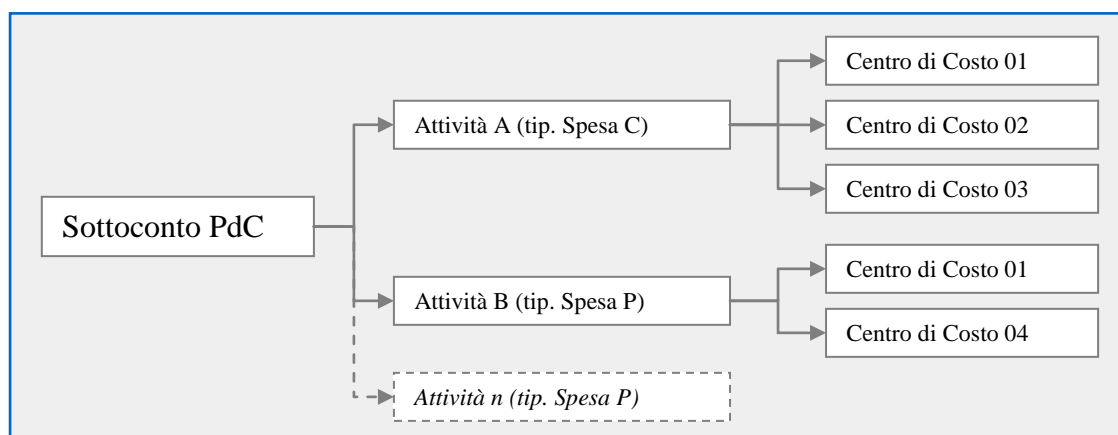 Sottoconto PdC
Attività A (tip. Spesa C)
Centro di Costo 01
Centro di Costo 02
Centro di Costo 03
Attività B (tip. Spesa P)
Centro di Costo 01
Centro di Costo 04
Attività n (tip. Spesa P)